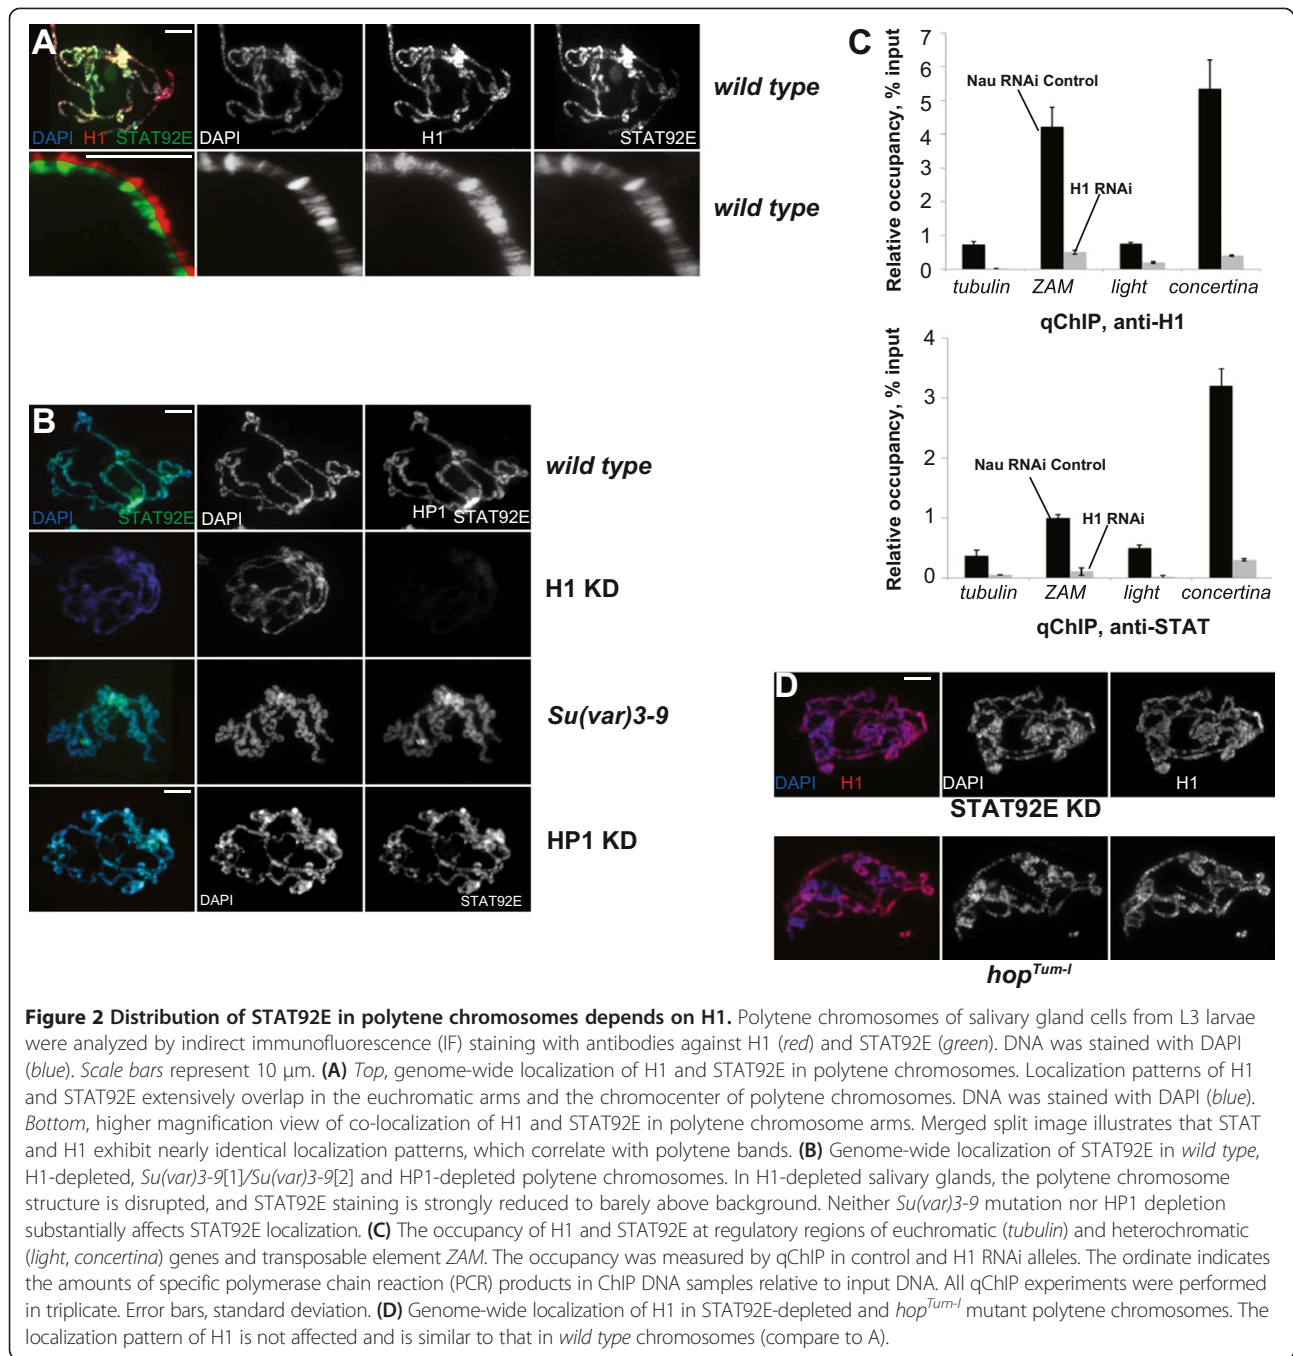 A
DAPI H1 STAT92E
DAPI
H1
STAT92E
wild type
wild type
B
DAPI STAT92E
DAPI
HP1 STAT92E
wild type
H1 KD
Su(var)3-9
DAPI
STAT92E
HP1 KD
C
Relative occupancy, % input
7
6
5
4
3
2
1
0
Nau RNAi Control
H1 RNAi
tubulin ZAM light concertina
qChIP, anti-H1
Relative occupancy, % input
4
3
2
1
0
Nau RNAi Control
H1 RNAi
tubulin ZAM light concertina
qChIP, anti-STAT
D
DAPI H1
DAPI
H1
STAT92E KD
hop^Tum-l
Figure 2 Distribution of STAT92E in polytene chromosomes depends on H1. Polytene chromosomes of salivary gland cells from L3 larvae
were analyzed by indirect immunofluorescence (IF) staining with antibodies against H1 (red) and STAT92E (green). DNA was stained with DAPI
(blue). Scale bars represent 10 μm. (A) Top, genome-wide localization of H1 and STAT92E in polytene chromosomes. Localization patterns of H1
and STAT92E extensively overlap in the euchromatic arms and the chromocenter of polytene chromosomes. DNA was stained with DAPI (blue).
Bottom, higher magnification view of co-localization of H1 and STAT92E in polytene chromosome arms. Merged split image illustrates that STAT
and H1 exhibit nearly identical localization patterns, which correlate with polytene bands. (B) Genome-wide localization of STAT92E in wild type,
H1-depleted, Su(var)3-9[1]/Su(var)3-9[2] and HP1-depleted polytene chromosomes. In H1-depleted salivary glands, the polytene chromosome
structure is disrupted, and STAT92E staining is strongly reduced to barely above background. Neither Su(var)3-9 mutation nor HP1 depletion
substantially affects STAT92E localization. (C) The occupancy of H1 and STAT92E at regulatory regions of euchromatic (tubulin) and heterochromatic
(light, concertina) genes and transposable element ZAM. The occupancy was measured by qChIP in control and H1 RNAi alleles. The ordinate indicates
the amounts of specific polymerase chain reaction (PCR) products in ChIP DNA samples relative to input DNA. All qChIP experiments were performed
in triplicate. Error bars, standard deviation. (D) Genome-wide localization of H1 in STAT92E-depleted and hop^Tum-l mutant polytene chromosomes. The
localization pattern of H1 is not affected and is similar to that in wild type chromosomes (compare to A).